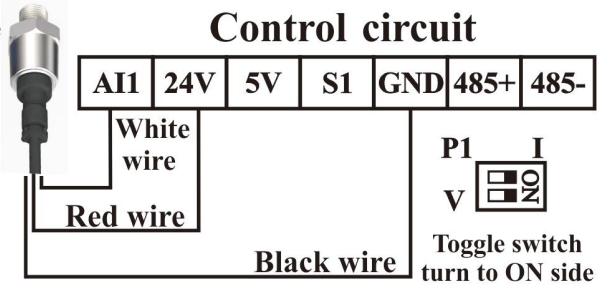 Control circuit
AI1 24V 5V S1 GND 485+ 485-
White
wire
P1 I
ON
V
Red wire
Toggle switch
Black wire
turn to ON side